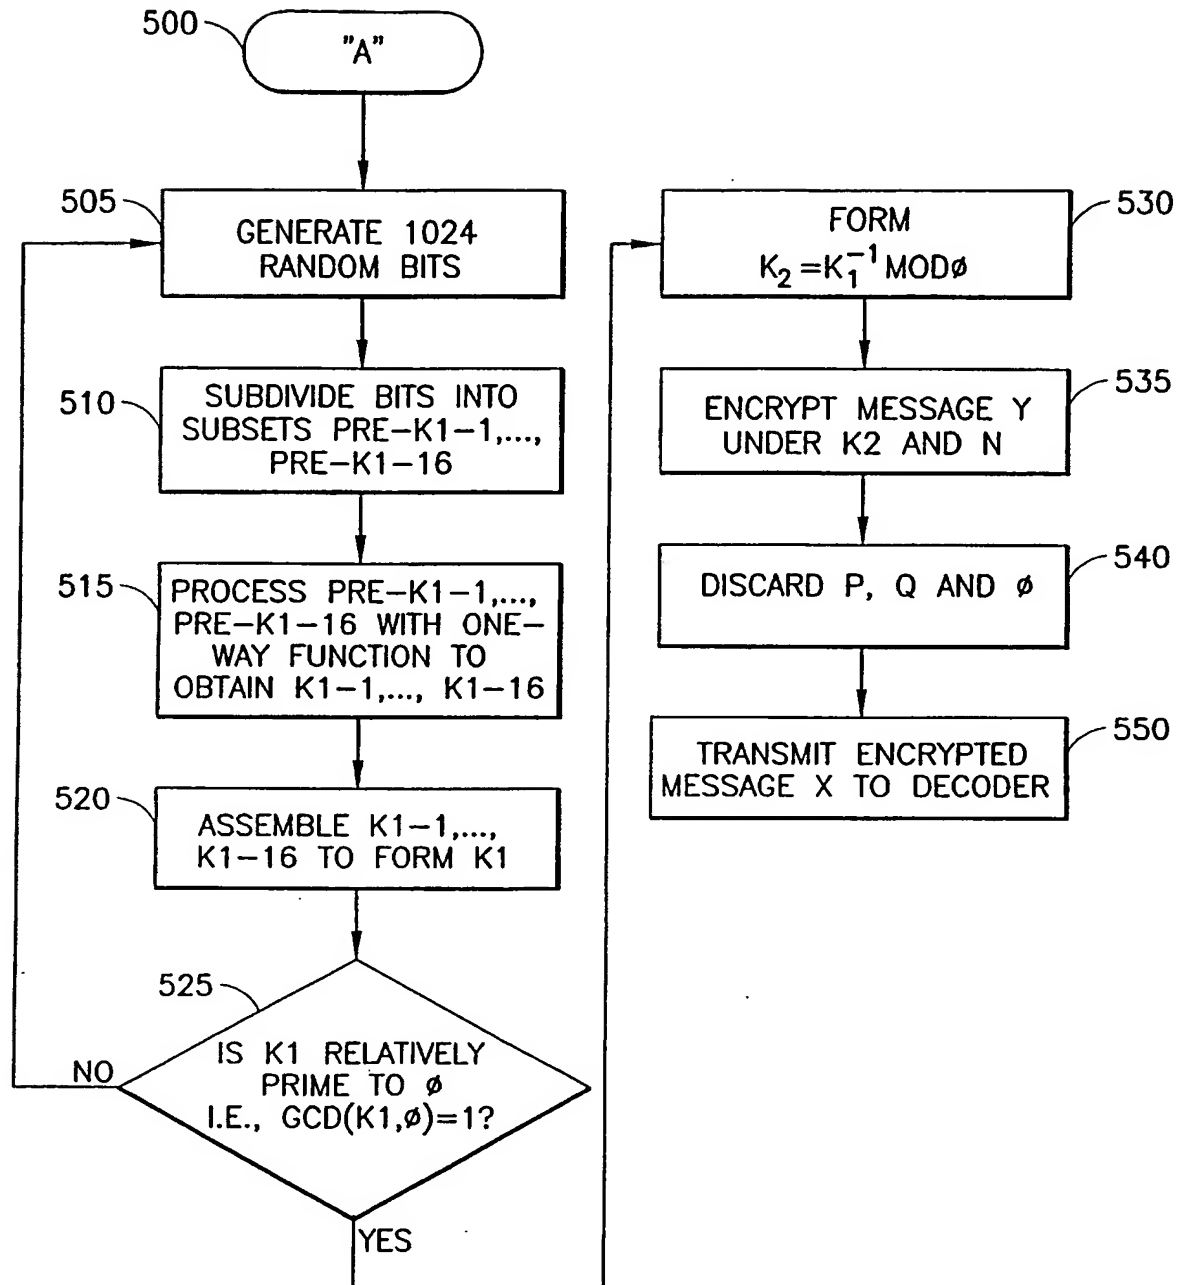 500
"A"
505
GENERATE 1024
RANDOM BITS
510
SUBDIVIDE BITS INTO
SUBSETS PRE-K1-1,...,
PRE-K1-16
515
PROCESS PRE-K1-1,...,
PRE-K1-16 WITH ONE-
WAY FUNCTION TO
OBTAIN K1-1,..., K1-16
520
ASSEMBLE K1-1,...,
K1-16 TO FORM K1
525
IS K1 RELATIVELY
PRIME TO ø
I.E., GCD(K1,ø)=1?
NO
YES
530
FORM
K₂=K₁⁻¹ MODø
535
ENCRYPT MESSAGE Y
UNDER K2 AND N
540
DISCARD P, Q AND ø
550
TRANSMIT ENCRYPTED
MESSAGE X TO DECODER